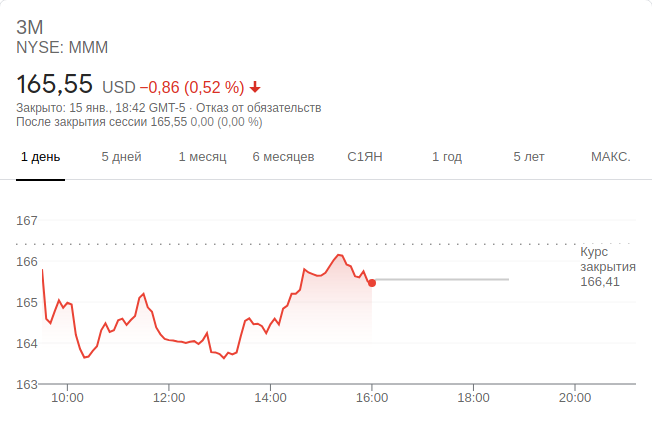 3M
NYSE: MMM
165,55 USD −0,86 (0,52 %)
Закрыто: 15 янв., 18:42 GMT-5 · Отказ от обязательств
После закрытия сессии 165,55 0,00 (0,00 %)
1 день 5 дней 1 месяц 6 месяцев С1ЯН 1 год 5 лет МАКС.
167
166
165
164
163
Курс
закрытия
166,41
10:00 12:00 14:00 16:00 18:00 20:00